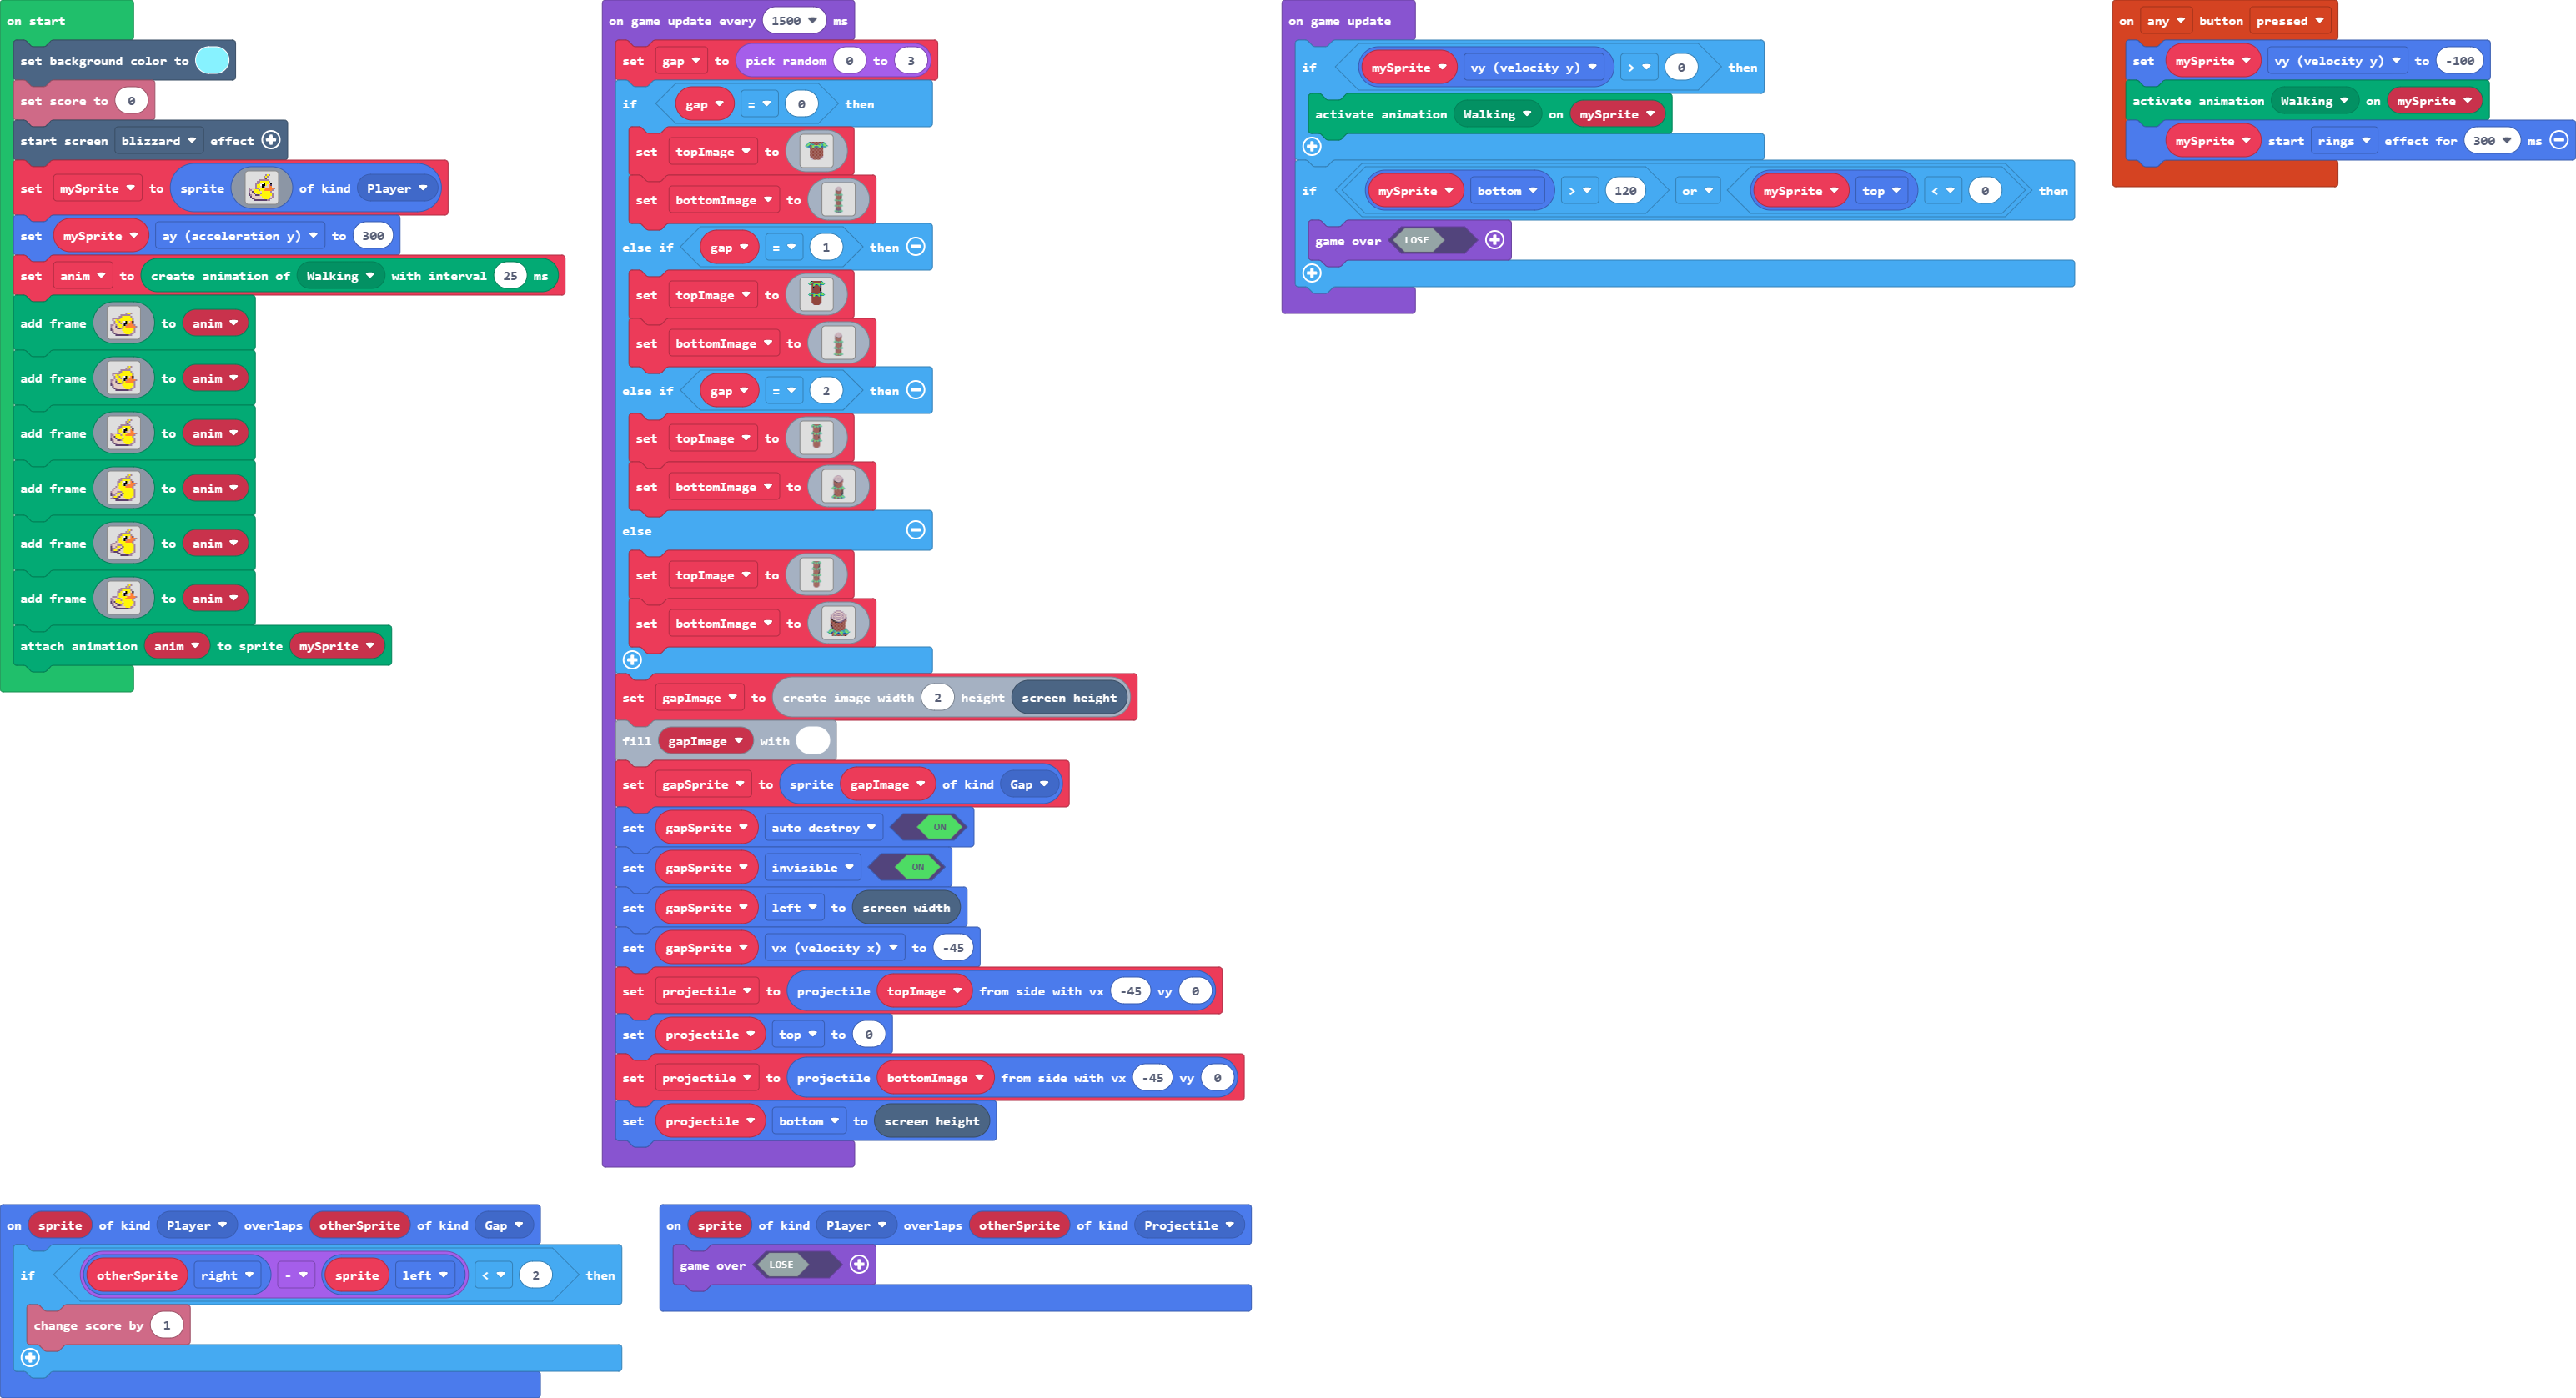 on start
set background color to
set score to 0
start screen blizzard effect
set mySprite to sprite of kind Player
set mySprite ay (acceleration y) to 300
set anim to create animation of Walking with interval 25 ms
add frame to anim
add frame to anim
add frame to anim
add frame to anim
add frame to anim
add frame to anim
attach animation anim to sprite mySprite
on game update every 1500 ms
set gap to pick random 0 to 3
if gap = 0 then
set topImage to
set bottomImage to
else if gap = 1 then
set topImage to
set bottomImage to
else if gap = 2 then
set topImage to
set bottomImage to
else
set topImage to
set bottomImage to
set gapImage to create image width 2 height screen height
fill gapImage with
set gapSprite to sprite gapImage of kind Gap
set gapSprite auto destroy ON
set gapSprite invisible ON
set gapSprite left to screen width
set gapSprite vx (velocity x) to -45
set projectile to projectile topImage from side with vx -45 vy 0
set projectile top to 0
set projectile to projectile bottomImage from side with vx -45 vy 0
set projectile bottom to screen height
on game update
if mySprite vy (velocity y) > 0 then
activate animation Walking on mySprite
if mySprite bottom > 120 or mySprite top < 0 then
game over LOSE
on any button pressed
set mySprite vy (velocity y) to -100
activate animation Walking on mySprite
mySprite start rings effect for 300 ms
on sprite of kind Player overlaps otherSprite of kind Gap
if otherSprite right - sprite left < 2 then
change score by 1
on sprite of kind Player overlaps otherSprite of kind Projectile
game over LOSE